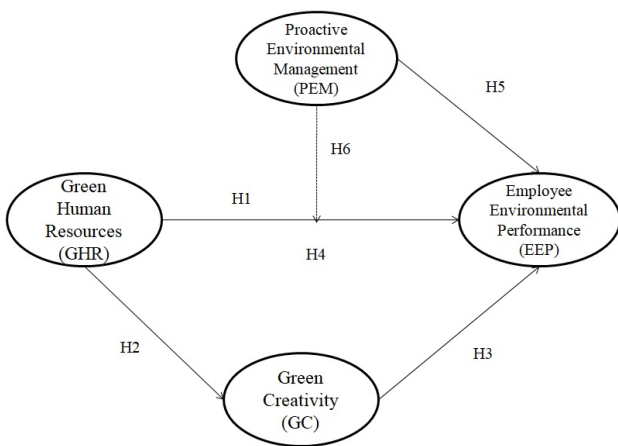 Proactive
Environmental
Management
(PEM)
H5
H6
Green
Human
Resources
(GHR)
H1
H4
Employee
Environmental
Performance
(EEP)
H2
H3
Green
Creativity
(GC)